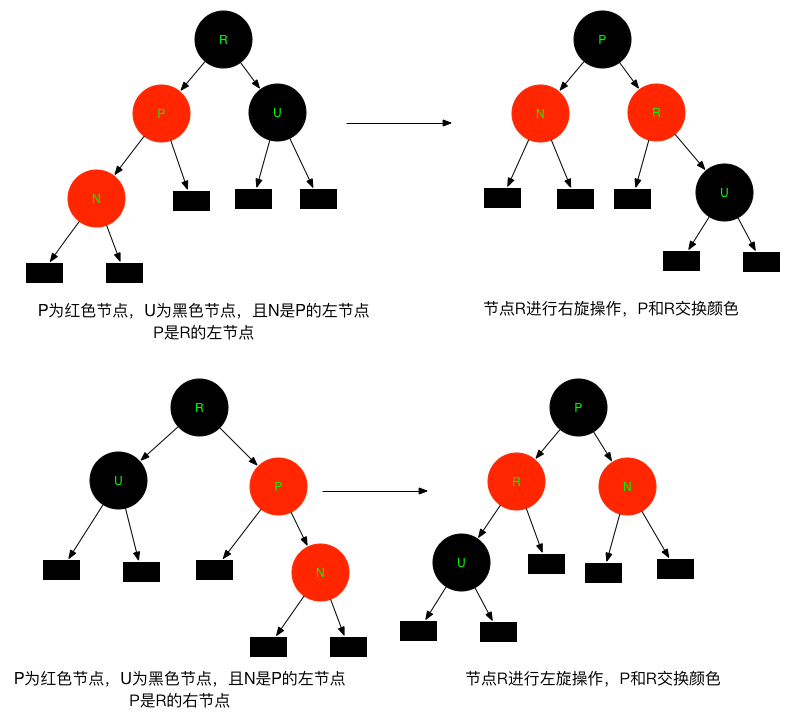 R
P
P
U
N
R
N
U
P为红色节点，U为黑色节点，且N是P的左节点
P是R的左节点
节点R进行右旋操作，P和R交换颜色
R
P
U
P
R
N
N
U
P为红色节点，U为黑色节点，且N是P的左节点
P是R的右节点
节点R进行左旋操作，P和R交换颜色